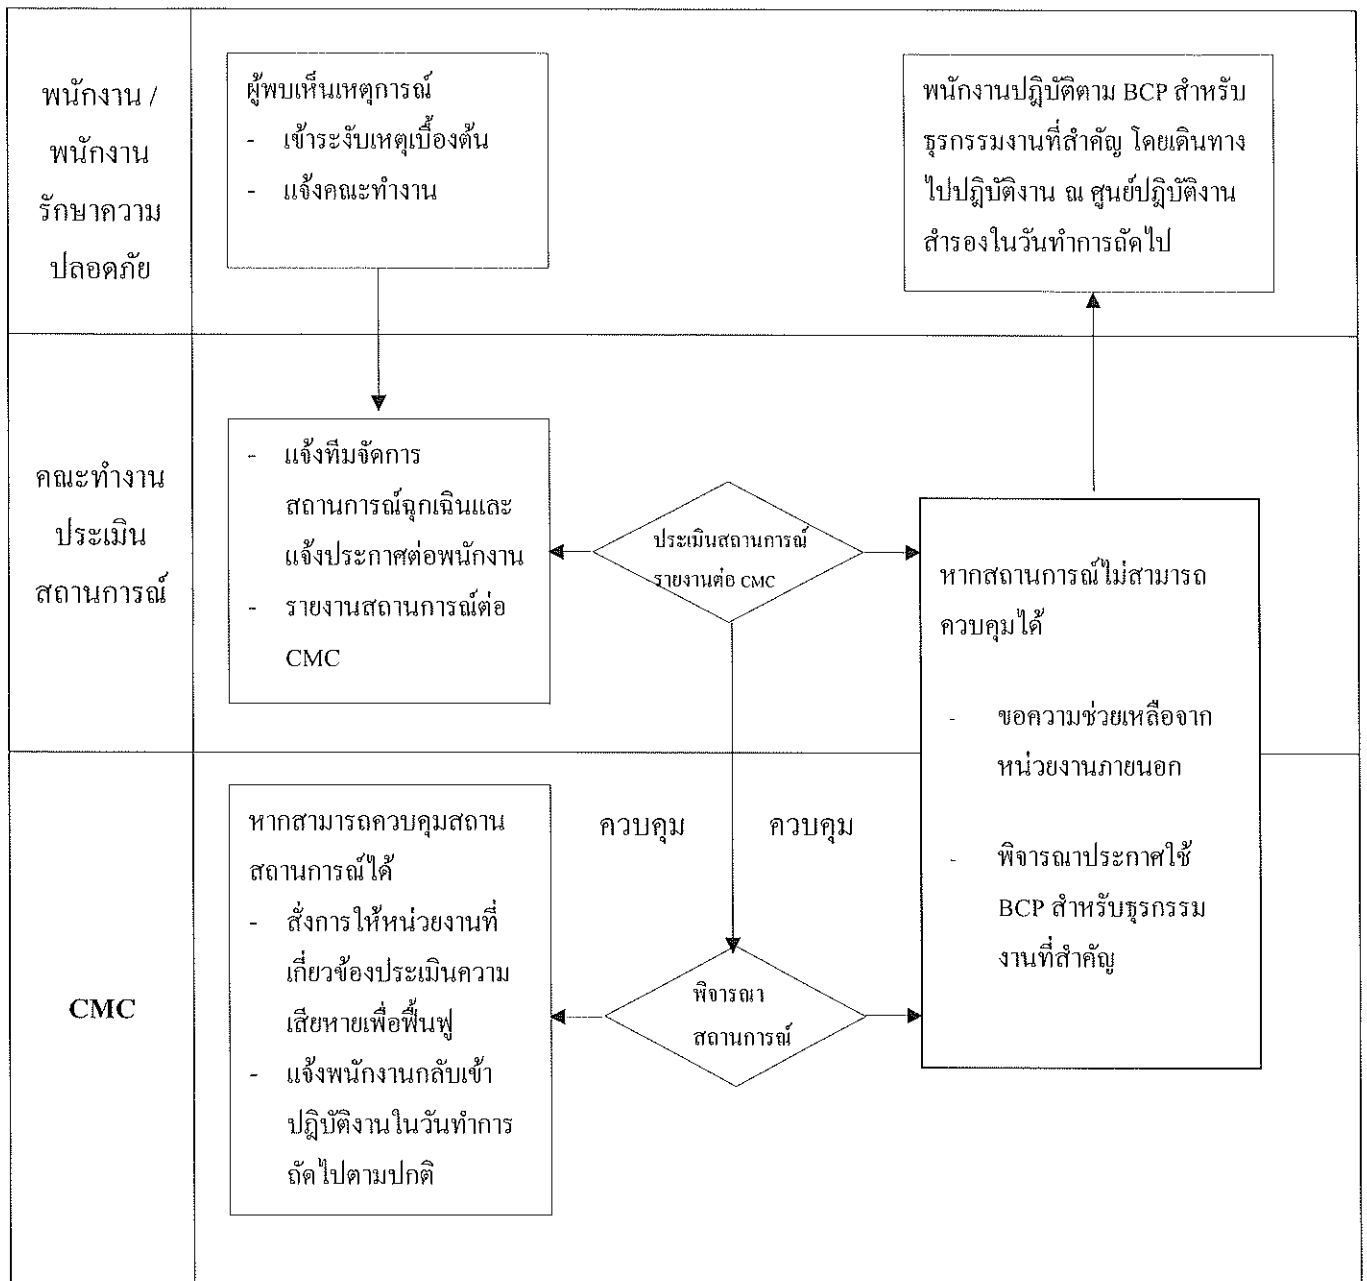 พนักงาน /
พนักงาน
รักษาความ
ปลอดภัย
ผู้พบเห็นเหตุการณ์
- เข้าระงับเหตุเบื้องต้น
- แจ้งคณะทำงาน
พนักงานปฏิบัติตาม BCP สำหรับ
ธุรกรรมงานที่สำคัญ โดยเดินทาง
ไปปฏิบัติงาน ณ ศูนย์ปฏิบัติงาน
สำรองในวันทำการถัดไป
คณะทำงาน
ประเมิน
สถานการณ์
- แจ้งทีมจัดการ
สถานการณ์ฉุกเฉินและ
แจ้งประกาศต่อพนักงาน
- รายงานสถานการณ์ต่อ
CMC
ประเมินสถานการณ์
รายงานต่อ CMC
หากสถานการณ์ไม่สามารถ
ควบคุมได้
- ขอความช่วยเหลือจาก
หน่วยงานภายนอก
- พิจารณาประกาศใช้
BCP สำหรับธุรกรรม
งานที่สำคัญ
CMC
หากสามารถควบคุมสถาน
สถานการณ์ได้
- สั่งการให้หน่วยงานที่
เกี่ยวข้องประเมินความ
เสียหายเพื่อฟื้นฟู
- แจ้งพนักงานกลับเข้า
ปฏิบัติงานในวันทำการ
ถัดไปตามปกติ
ควบคุม
ควบคุม
พิจารณา
สถานการณ์